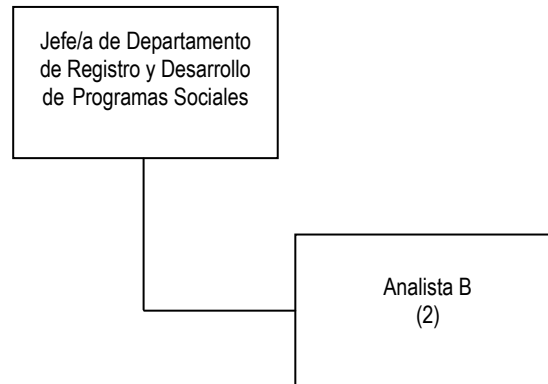 Jefe/a de Departamento
de Registro y Desarrollo
de Programas Sociales
Analista B
(2)